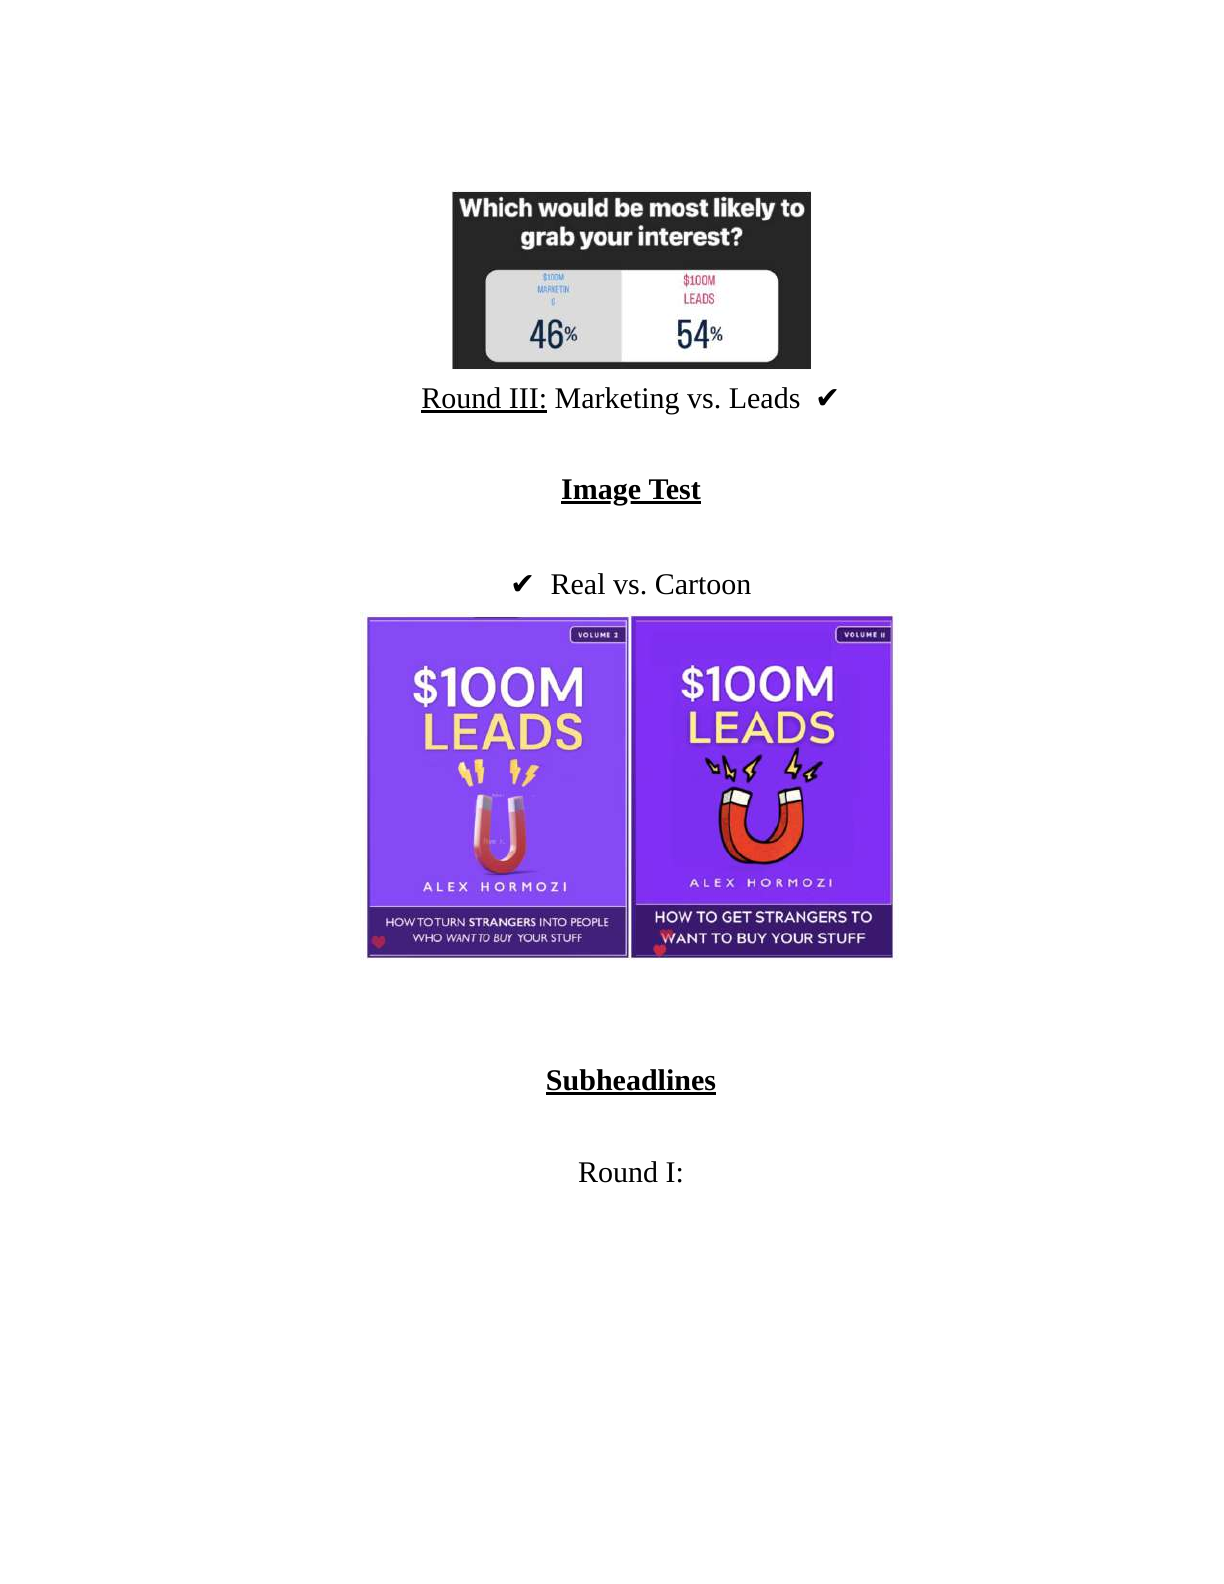 Which would be most likely to
grab your interest?
$100M
MARKETIN
G
46%
$100M
LEADS
54%
Round III: Marketing vs. Leads ✔
Image Test
✔ Real vs. Cartoon
VOLUME 2
$100M
LEADS
ALEX HORMOZI
HOW TO TURN STRANGERS INTO PEOPLE
WHO WANT TO BUY YOUR STUFF
VOLUME II
$100M
LEADS
ALEX HORMOZI
HOW TO GET STRANGERS TO
WANT TO BUY YOUR STUFF
Subheadlines
Round I: